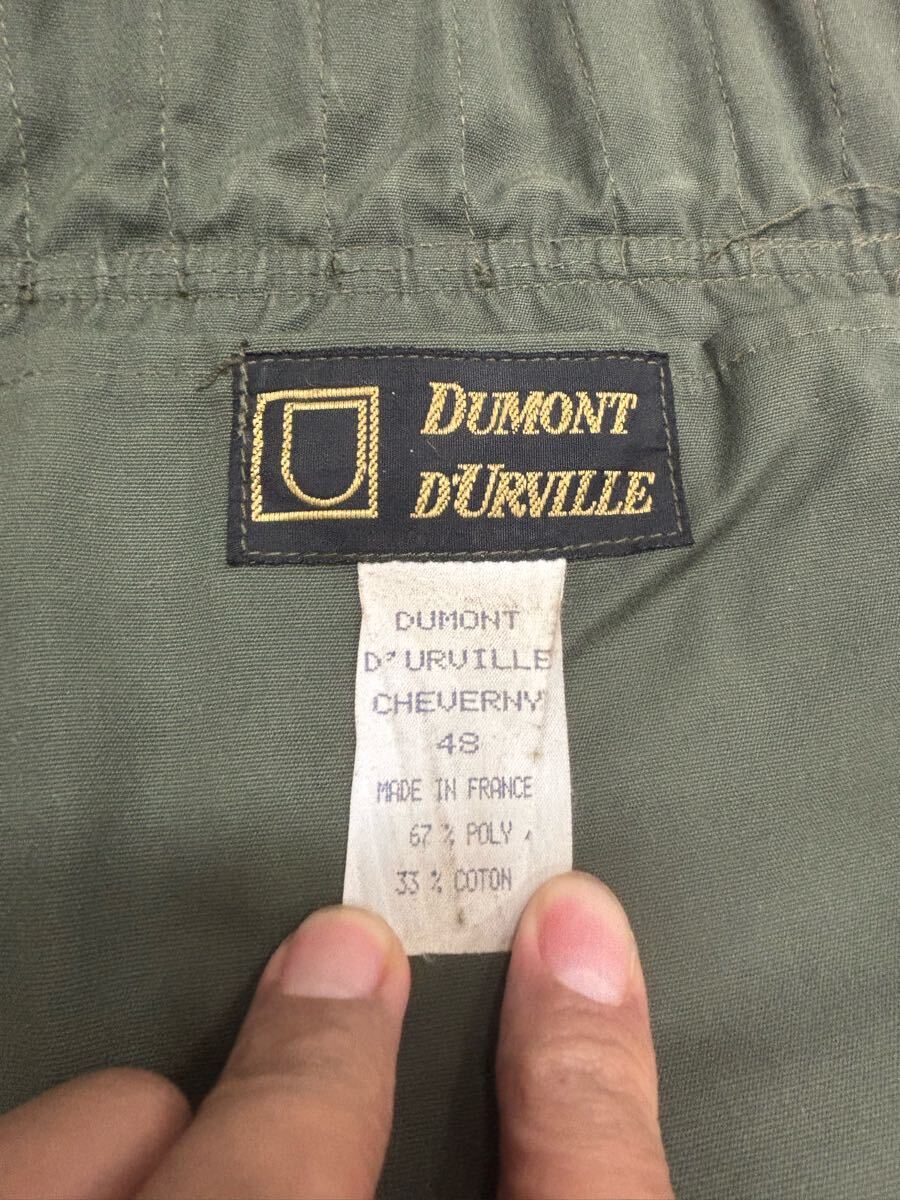 DUMONT
D'URVILLE
DUMONT
D'URVILLE
CHEVERNY
48
MADE IN FRANCE
67 % POLY.
33 % COTON